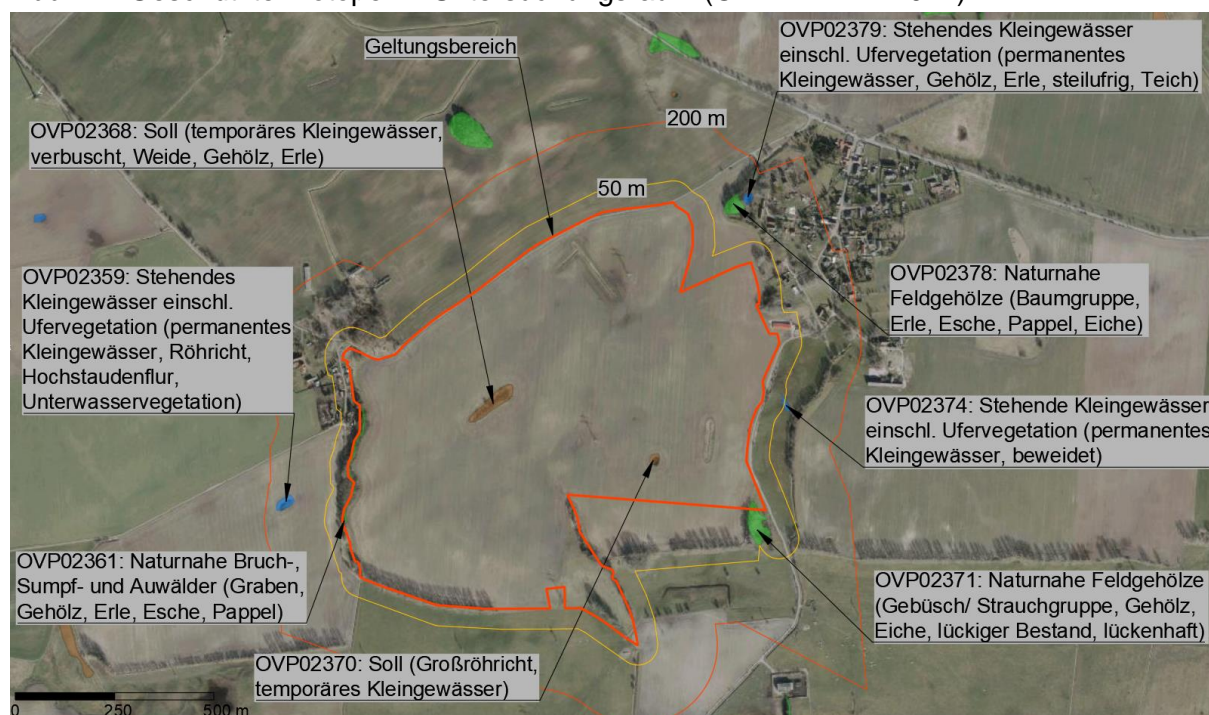 Geltungsbereich
OVP02379: Stehendes Kleingewässer
einschl. Ufervegetation (permanentes
Kleingewässer, Gehölz, Erle, steilufrig, Teich)
OVP02368: Soll (temporäres Kleingewässer,
verbuscht, Weide, Gehölz, Erle)
200 m
50 m
OVP02359: Stehendes
Kleingewässer einschl.
Ufervegetation (permanentes
Kleingewässer, Röhricht,
Hochstaudenflur,
Unterwasservegetation)
OVP02378: Naturnahe
Feldgehölze (Baumgruppe,
Erle, Esche, Pappel, Eiche)
OVP02374: Stehende Kleingewässer
einschl. Ufervegetation (permanentes
Kleingewässer, beweidet)
OVP02361: Naturnahe Bruch-,
Sumpf- und Auwälder (Graben,
Gehölz, Erle, Esche, Pappel)
OVP02371: Naturnahe Feldgehölze
(Gebüsch/ Strauchgruppe, Gehölz,
Eiche, lückiger Bestand, lückenhaft)
OVP02370: Soll (Großröhricht,
temporäres Kleingewässer)
0 250 500 m